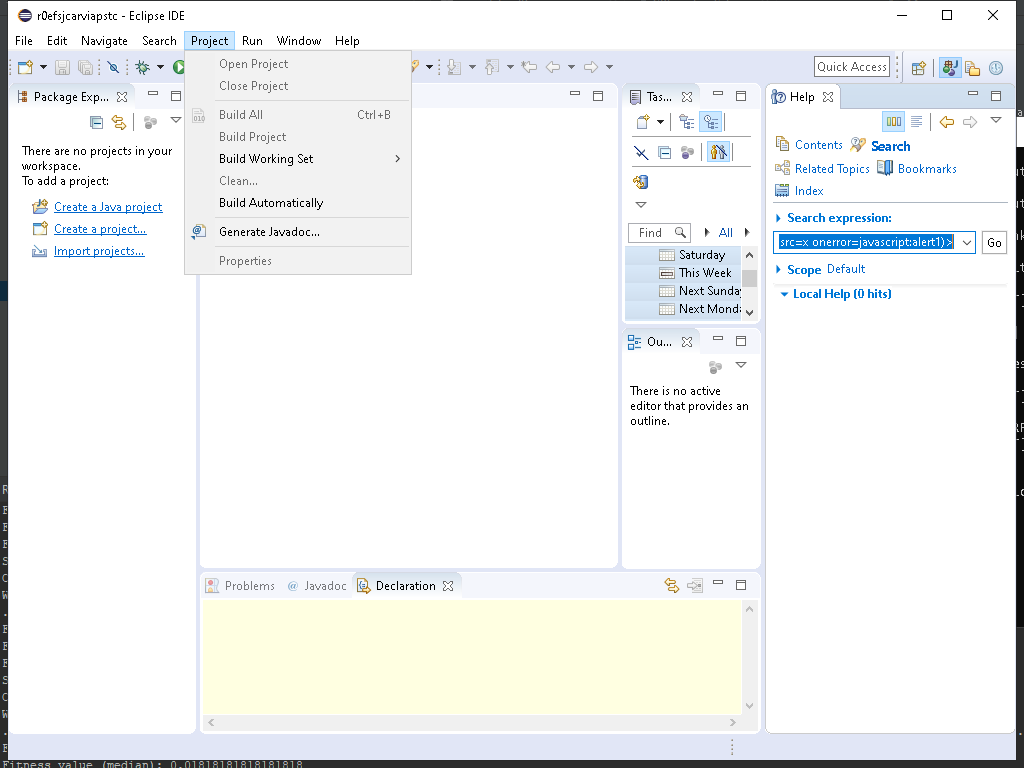 r0efsjcarviapstc - Eclipse IDE
File Edit Navigate Search Project Run Window Help
Quick Access
Open Project
Close Project
Build All Ctrl+B
Build Project
Build Working Set
Clean...
Build Automatically
Generate Javadoc...
Properties
Package Exp...
There are no projects in your
workspace.
To add a project:
Create a Java project
Create a project...
Import projects...
Tas...
Find
All
Saturday
This Week
Next Sunday
Next Monda
Ou...
There is no active
editor that provides an
outline.
Help
Contents Search
Related Topics Bookmarks
Index
Search expression:
src=x onerror=javascript:alert1)>
Go
Scope Default
Local Help (0 hits)
Problems @ Javadoc Declaration
Fitness value (median): 0.01818181818181818